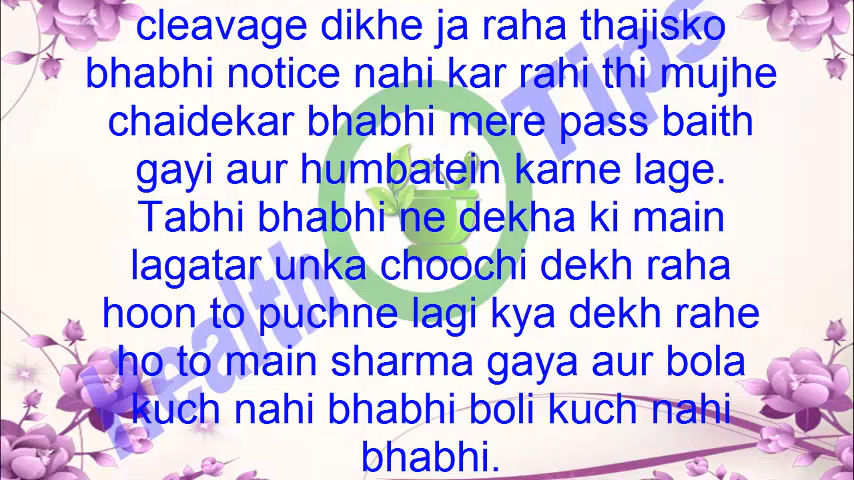 cleavage dikhe ja raha thajisko
bhabhi notice nahi kar rahi thi mujhe
chaidekar bhabhi mere pass baith
gayi aur humbatein karne lage.
Tabhi bhabhi ne dekha ki main
lagatar unka choochi dekh raha
hoon to puchne lagi kya dekh rahe
ho to main sharma gaya aur bola
kuch nahi bhabhi boli kuch nahi
bhabhi.
Health Tips